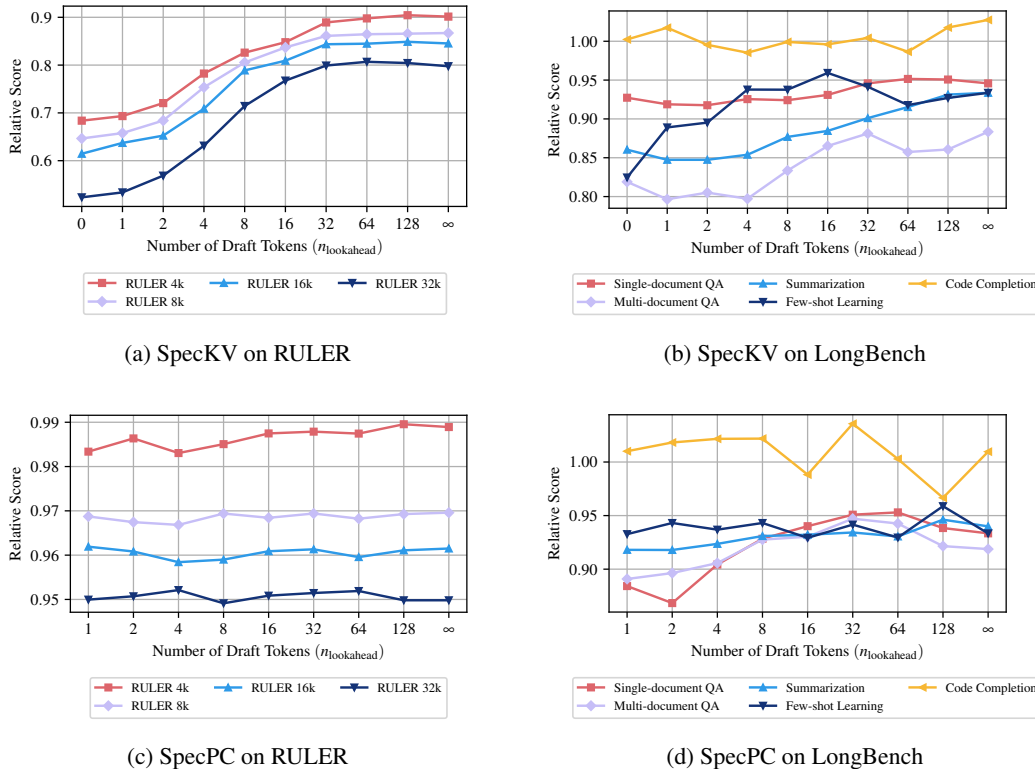 0.9
0.8
0.7
0.6
Relative Score
0 1 2 4 8 16 32 64 128 ∞
Number of Draft Tokens (n_lookahead)
RULER 4k RULER 16k RULER 32k
RULER 8k
(a) SpecKV on RULER
1.00
0.95
0.90
0.85
0.80
Relative Score
0 1 2 4 8 16 32 64 128 ∞
Number of Draft Tokens (n_lookahead)
Single-document QA Summarization Code Completion
Multi-document QA Few-shot Learning
(b) SpecKV on LongBench
0.99
0.98
0.97
0.96
0.95
Relative Score
1 2 4 8 16 32 64 128 ∞
Number of Draft Tokens (n_lookahead)
RULER 4k RULER 16k RULER 32k
RULER 8k
(c) SpecPC on RULER
1.00
0.95
0.90
Relative Score
1 2 4 8 16 32 64 128 ∞
Number of Draft Tokens (n_lookahead)
Single-document QA Summarization Code Completion
Multi-document QA Few-shot Learning
(d) SpecPC on LongBench